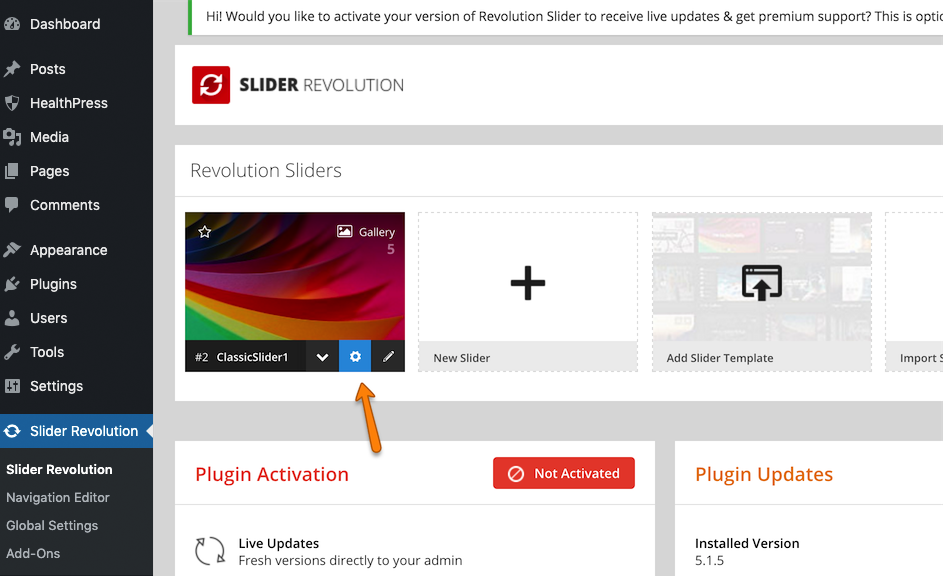 Dashboard
Posts
HealthPress
Media
Pages
Comments
Appearance
Plugins
Users
Tools
Settings
Slider Revolution
Slider Revolution
Navigation Editor
Global Settings
Add-Ons
Hi! Would you like to activate your version of Revolution Slider to receive live updates & get premium support? This is optio
SLIDER REVOLUTION
Revolution Sliders
Gallery
5
#2 ClassicSlider1
New Slider
Add Slider Template
Import S
Plugin Activation
Not Activated
Live Updates
Fresh versions directly to your admin
Plugin Updates
Installed Version
5.1.5